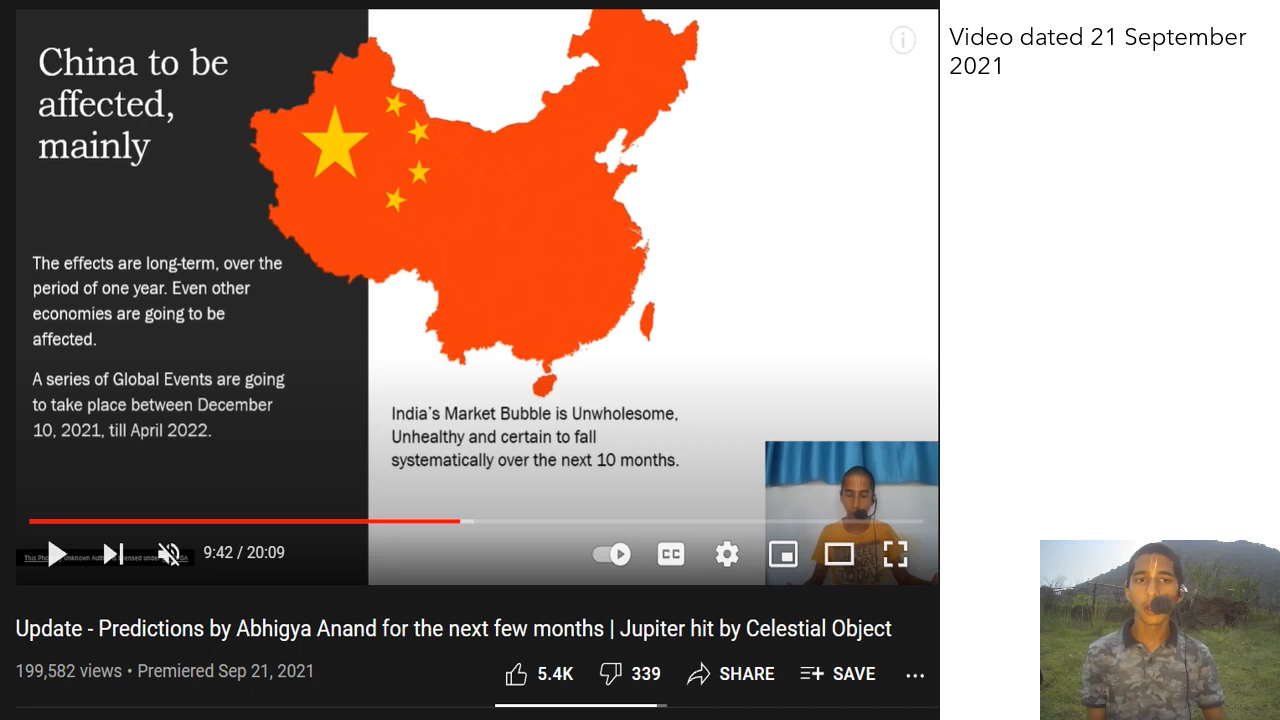 China to be
affected,
mainly
The effects are long-term, over the
period of one year. Even other
economies are going to be
affected.
A series of Global Events are going
to take place between December
10, 2021, till April 2022.
India's Market Bubble is Unwholesome,
Unhealthy and certain to fall
systematically over the next 10 months.
9:42 / 20:09
CC
Update - Predictions by Abhigya Anand for the next few months | Jupiter hit by Celestial Object
199,582 views • Premiered Sep 21, 2021
5.4K 339 SHARE SAVE
Video dated 21 September
2021